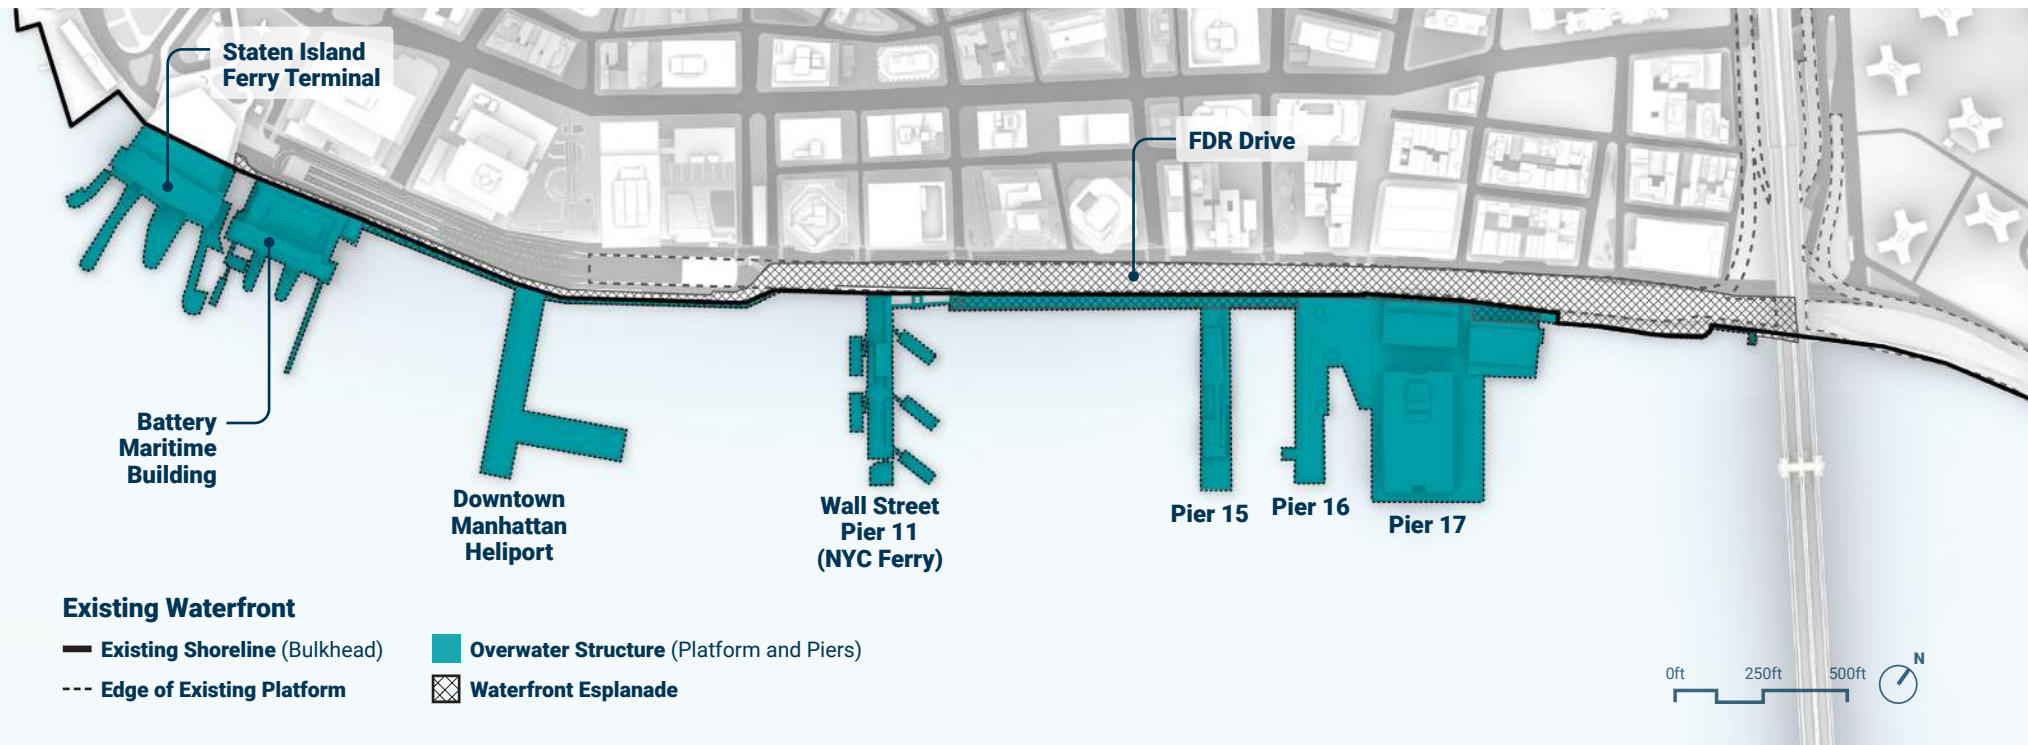 Staten Island
Ferry Terminal
FDR Drive
Battery
Maritime
Building
Downtown
Manhattan
Heliport
Wall Street
Pier 11
(NYC Ferry)
Pier 15
Pier 16
Pier 17
Existing Waterfront
Existing Shoreline (Bulkhead)
Edge of Existing Platform
Overwater Structure (Platform and Piers)
Waterfront Esplanade
0ft 250ft 500ft
N